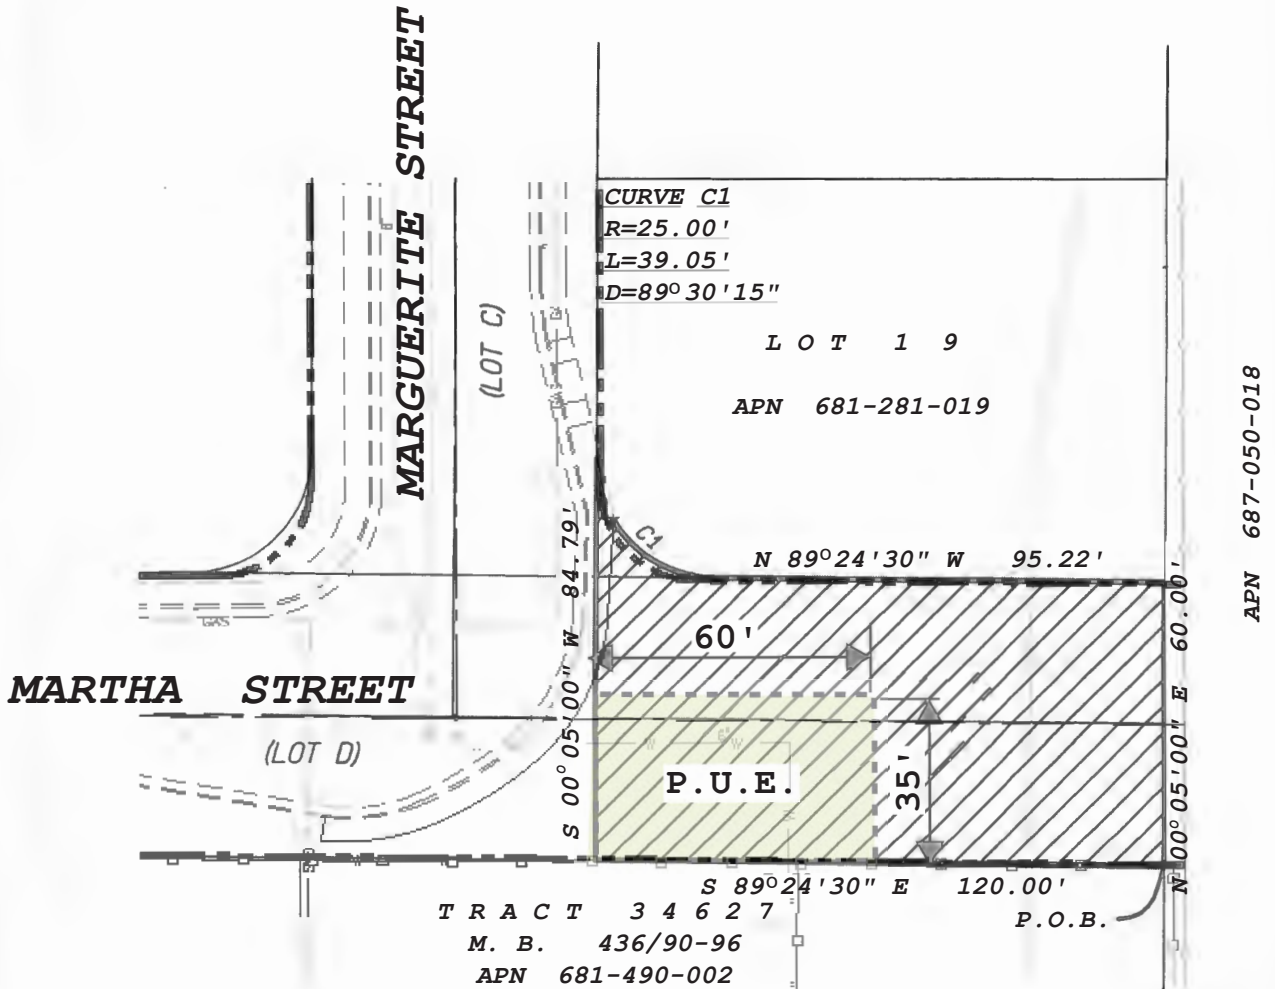 MARGUERITE STREET
CURVE C1
R=25.00'
L=39.05'
D=89°30'15"
(LOT C)
LOT 19
APN 681-281-019
APN 687-050-018
C1
N 89°24'30" W 95.22'
S 00°05'00" W 84.79'
N 00°05'00" E 60.00'
GAS
60'
MARTHA STREET
(LOT D)
W
6"W
P.U.E.
35'
W
S 89°24'30" E 120.00'
P.O.B.
TRACT 34627
M. B. 436/90-96
APN 681-490-002